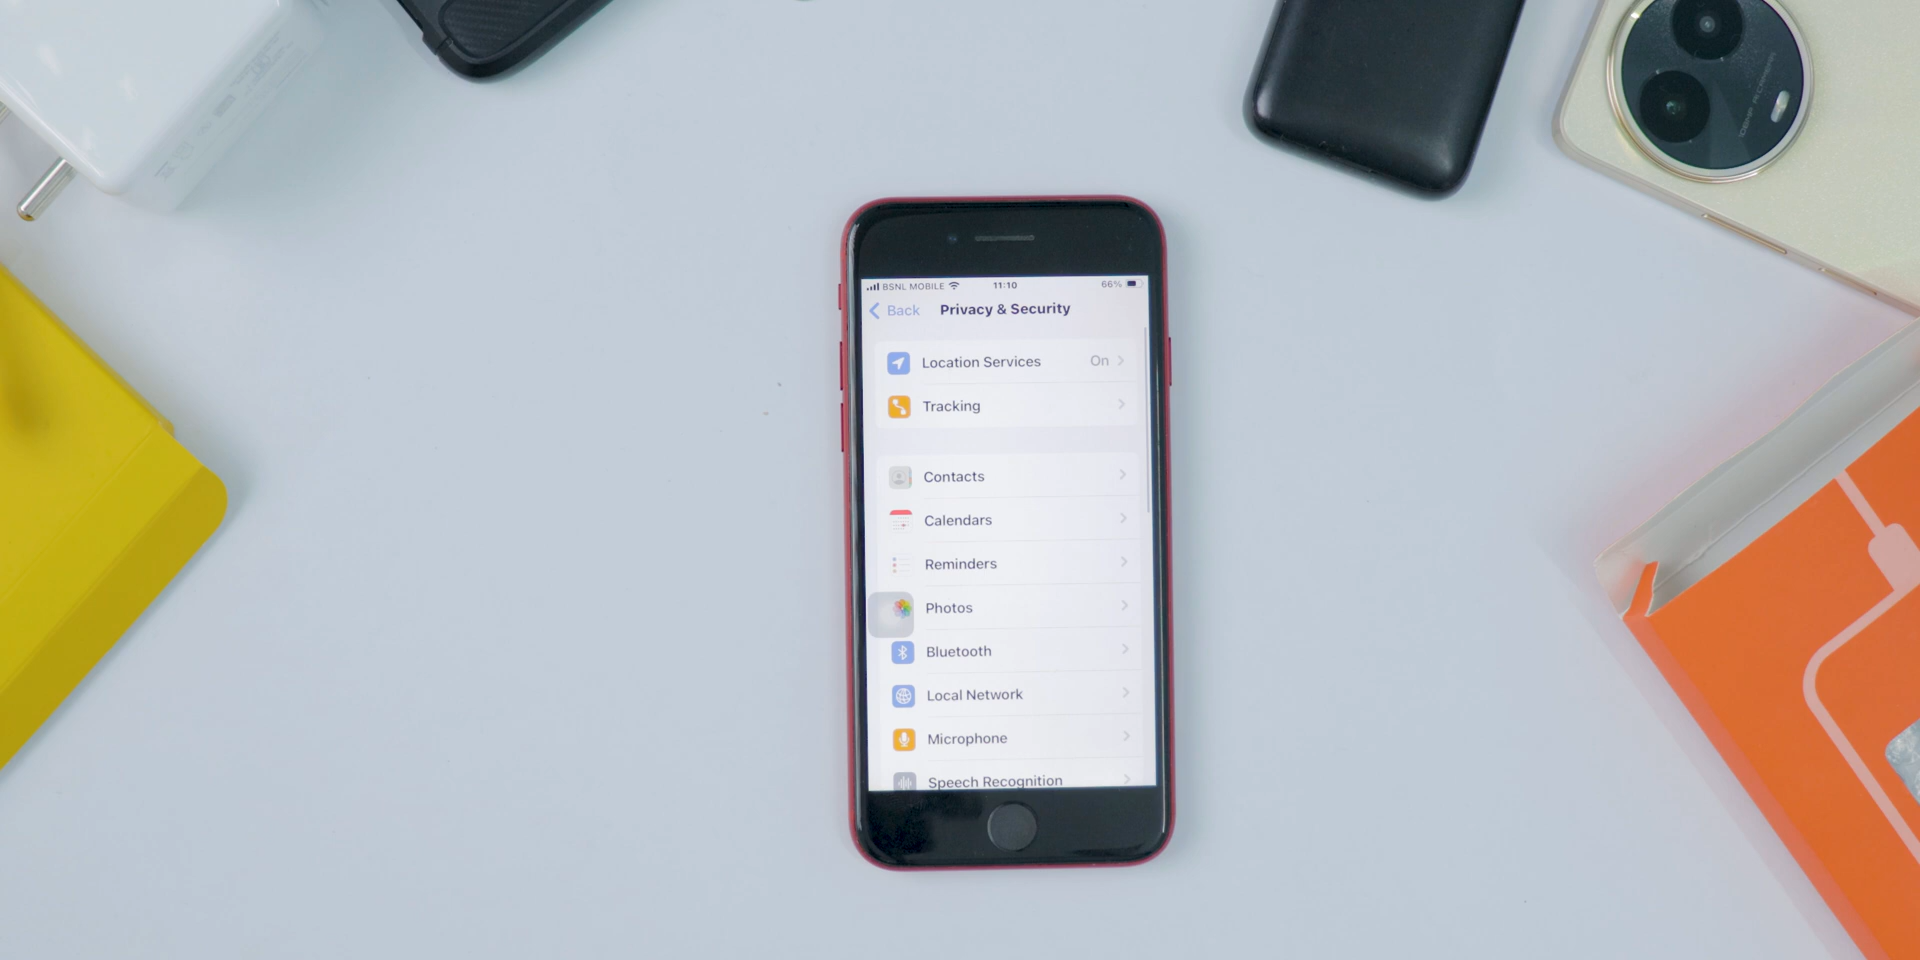 BSNL MOBILE 11:10 66%
Back Privacy & Security
Location Services On
Tracking
Contacts
Calendars
Reminders
Photos
Bluetooth
Local Network
Microphone
Speech Recognition